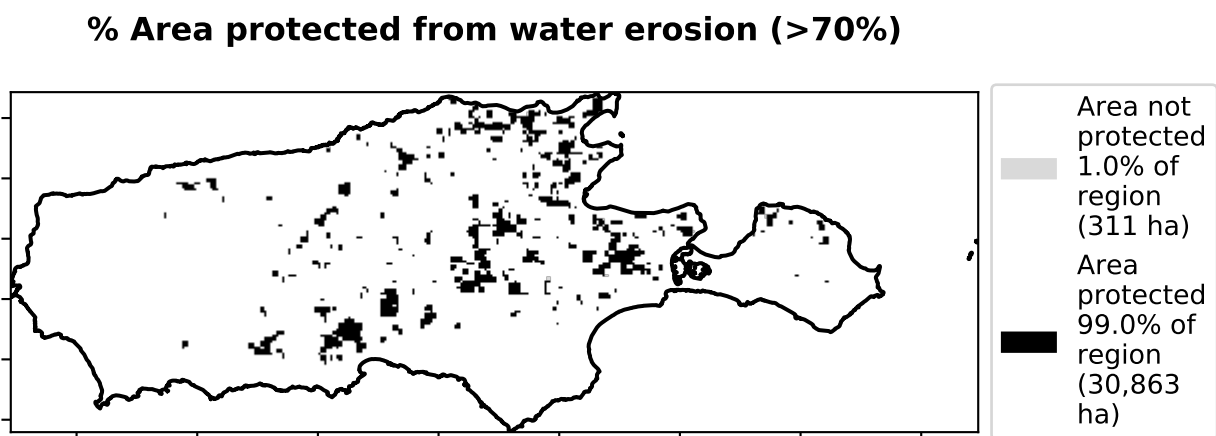 % Area protected from water erosion (>70%)
Area not
protected
1.0% of
region
(311 ha)
Area
protected
99.0% of
region
(30,863
ha)